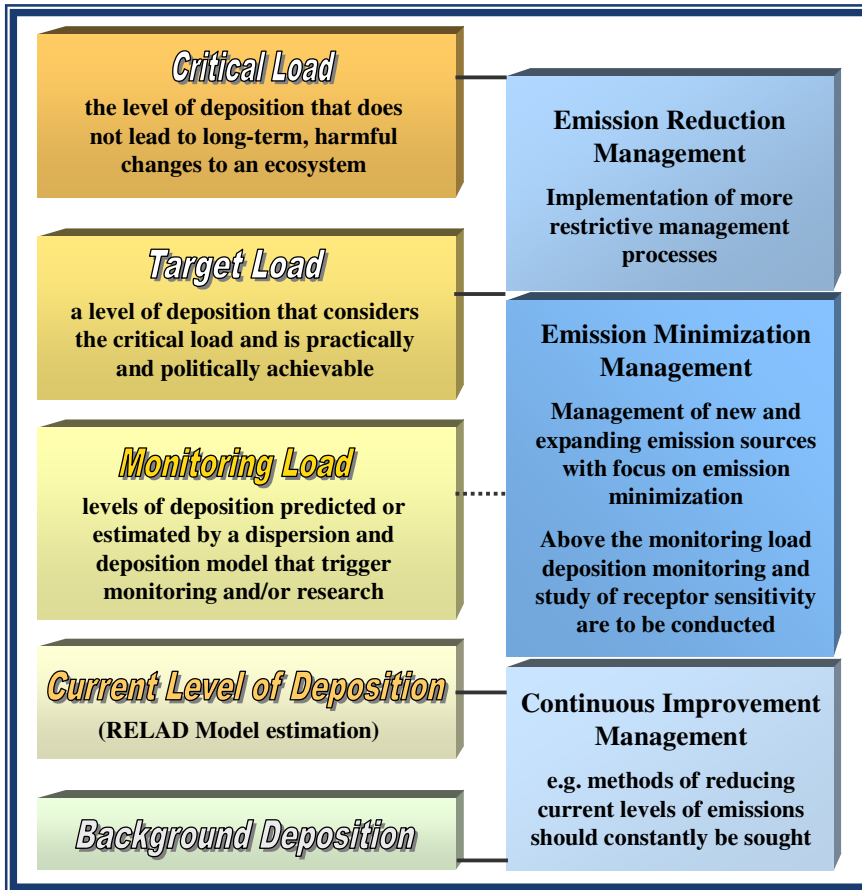 Critical Load
the level of deposition that does
not lead to long-term, harmful
changes to an ecosystem
Target Load
a level of deposition that considers
the critical load and is practically
and politically achievable
Monitoring Load
levels of deposition predicted or
estimated by a dispersion and
deposition model that trigger
monitoring and/or research
Current Level of Deposition
(RELAD Model estimation)
Background Deposition
Emission Reduction
Management
Implementation of more
restrictive management
processes
Emission Minimization
Management
Management of new and
expanding emission sources
with focus on emission
minimization
Above the monitoring load
deposition monitoring and
study of receptor sensitivity
are to be conducted
Continuous Improvement
Management
e.g. methods of reducing
current levels of emissions
should constantly be sought